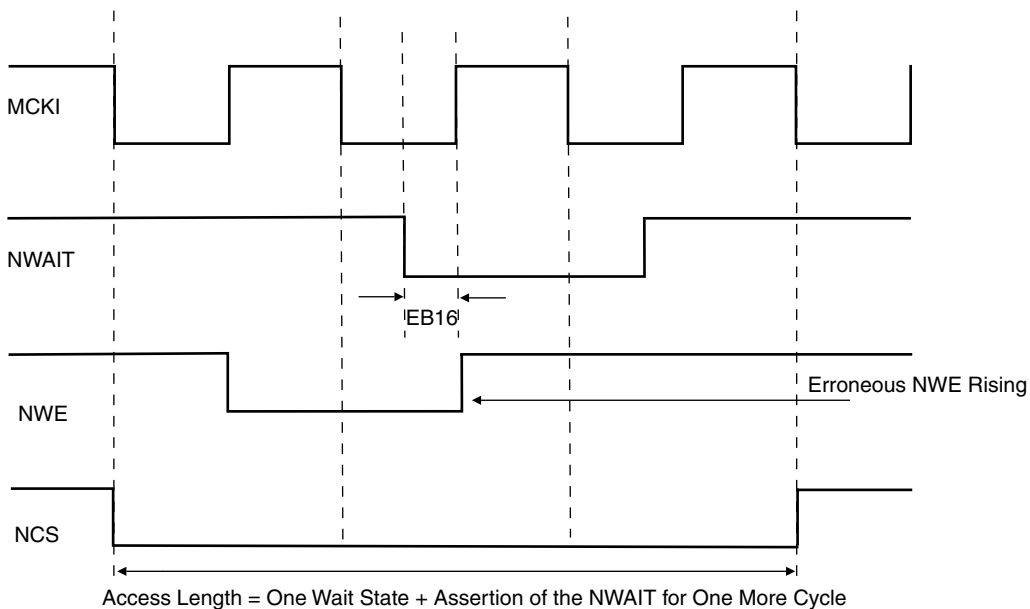 MCKI
NWAIT
EB16
Erroneous NWE Rising
NWE
NCS
Access Length = One Wait State + Assertion of the NWAIT for One More Cycle